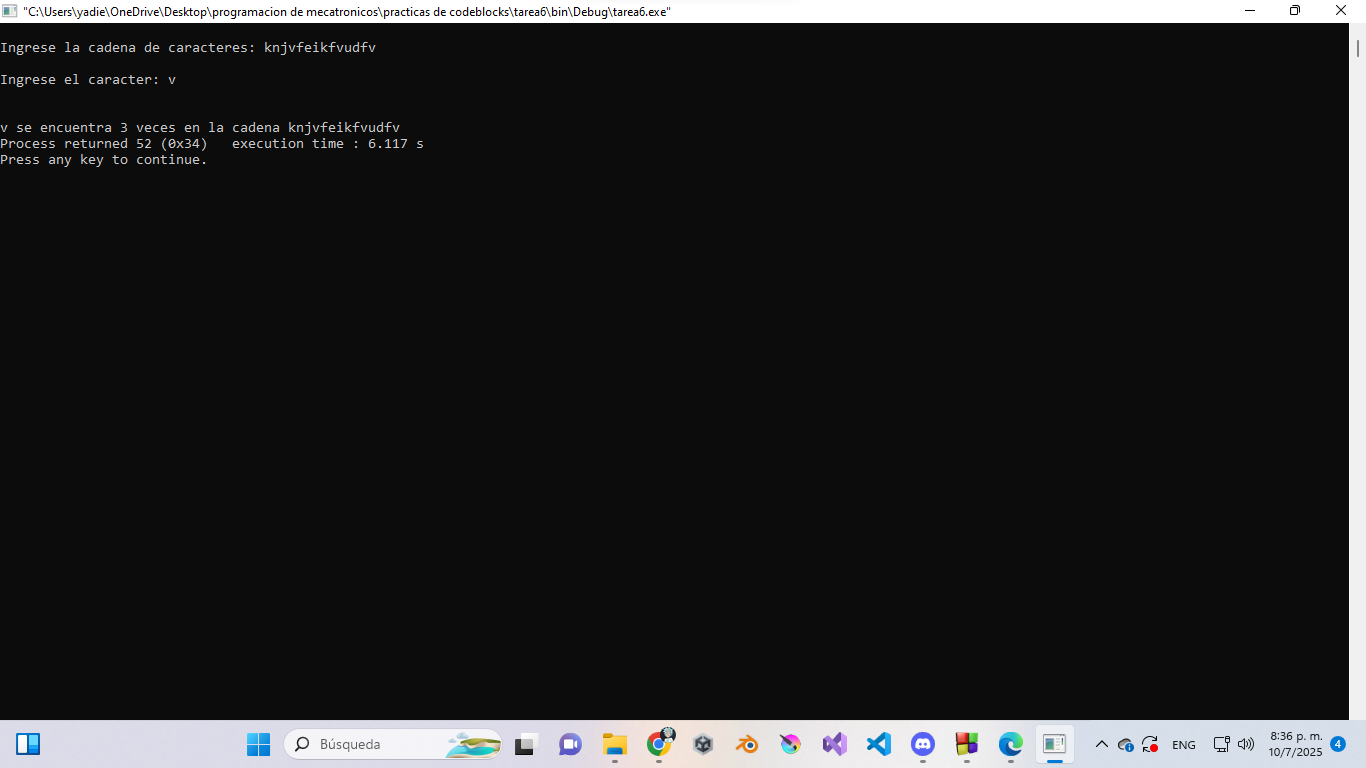 "C:\Users\yadie\OneDrive\Desktop\programacion de mecatronicos\practicas de codeblocks\tarea6\bin\Debug\tarea6.exe"
Ingrese la cadena de caracteres: knjvfeikfvudfv
Ingrese el caracter: v
v se encuentra 3 veces en la cadena knjvfeikfvudfv
Process returned 52 (0x34)   execution time : 6.117 s
Press any key to continue.
Búsqueda
ENG
8:36 p. m.
10/7/2025
4